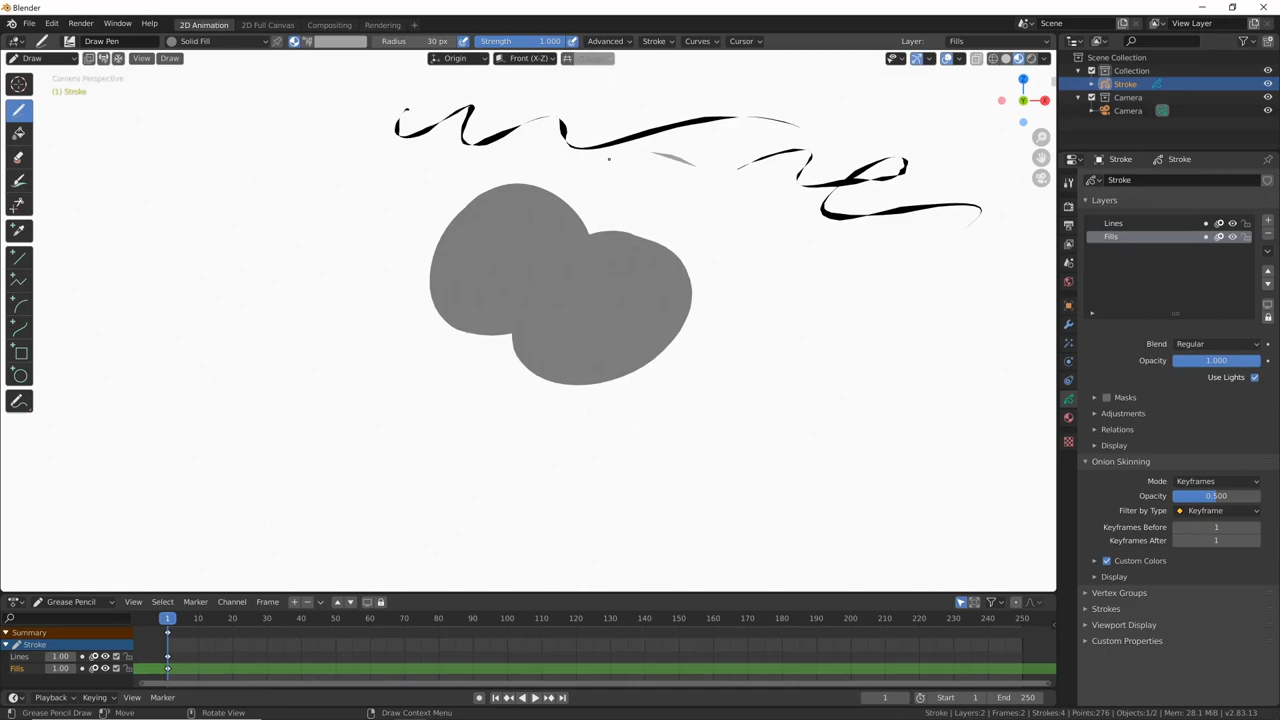 Blender
File Edit Render Window Help 2D Animation 2D Full Canvas Compositing Rendering + Scene View Layer
Draw Pen Solid Fill Radius 30 px Strength 1.000 Advanced Stroke Curves Cursor Layer: Fills
Draw View Draw Origin Front (X-Z)
Camera Perspective
(1) Stroke
Z
Y
X
Scene Collection
Collection
Stroke
Camera
Camera
Stroke Stroke
Stroke
Layers
Lines
Fills
Blend Regular
Opacity 1.000
Use Lights
Masks
Adjustments
Relations
Display
Onion Skinning
Mode Keyframes
Opacity 0.500
Filter by Type Keyframe
Keyframes Before 1
Keyframes After 1
Custom Colors
Display
Vertex Groups
Strokes
Viewport Display
Custom Properties
Grease Pencil View Select Marker Channel Frame
1 10 20 30 40 50 60 70 80 90 100 110 120 130 140 150 160 170 180 190 200 210 220 230 240 250
Summary
Stroke
Lines 1.00
Fills 1.00
Playback Keying View Marker 1 Start 1 End 250
Grease Pencil Draw Move Rotate View Draw Context Menu Stroke | Layers:2 | Frames:2 | Strokes:4 | Points:276 | Objects:1/2 | Mem: 28.1 MiB | v2.83.13